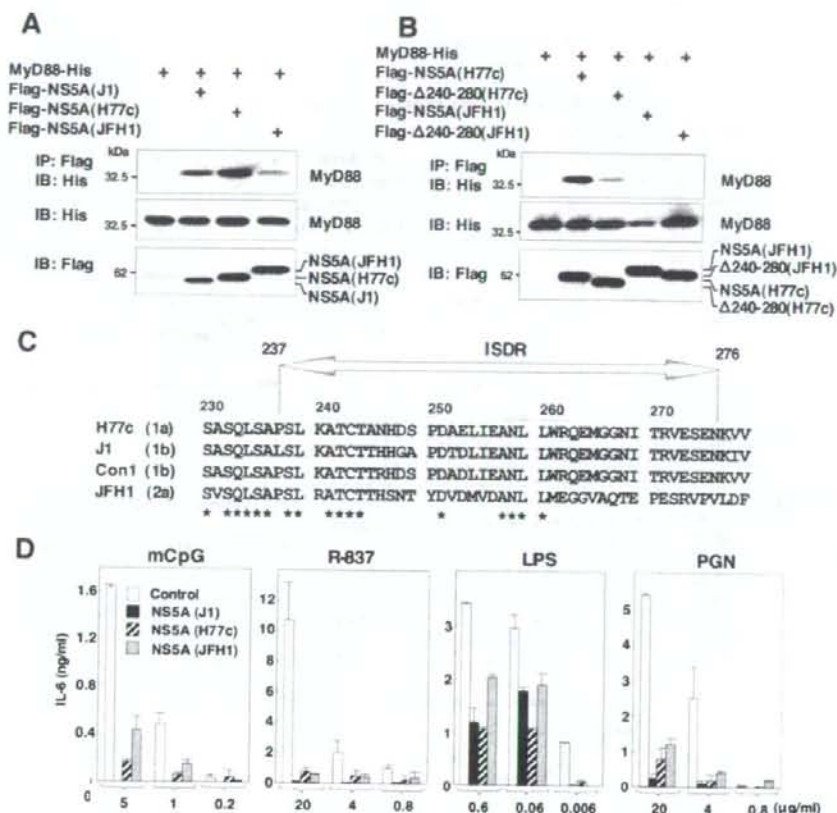 A
MyD88-His + + + +
Flag-NS5A(J1) +
Flag-NS5A(H77c) +
Flag-NS5A(JFH1) +
kDa
IP: Flag
IB: His
32.5
MyD88
IB: His
32.5
MyD88
IB: Flag
62
NS5A(JFH1)
NS5A(H77c)
NS5A(J1)
B
MyD88-His + + + + +
Flag-NS5A(H77c) +
Flag-Δ240-280(H77c) +
Flag-NS5A(JFH1) +
Flag-Δ240-280(JFH1) +
kDa
IP: Flag
IB: His
32.5
MyD88
IB: His
32.5
MyD88
IB: Flag
62
NS5A(JFH1)
Δ240-280(JFH1)
NS5A(H77c)
Δ240-280(H77c)
C
237 ISDR 276
230 240 250 260 270
H77c (1a) SASQLSAPSL KATCTANHDS PDAELIEANL LWRQEMGGNI TRVESENKVV
J1 (1b) SASQLSALSL KATCTTHHGA PDTDLIEANL LWRQEMGGNI TRVESENKIV
Con1 (1b) SASQLSAPSL KATCTTRHDS PDADLIEANL LWRQEMGGNI TRVESENKVV
JFH1 (2a) SVSQLSAPSL RATCTTHSNT YDVDMVDANL LMEGGVAQTE PESRVPVLDF
* ***** ** **** * *** *
D
mCpG
IL-6 (ng/ml)
1.6
1.2
0.8
0.4
0
Control
NS5A (J1)
NS5A (H77c)
NS5A (JFH1)
5 1 0.2
R-837
12
10
8
6
4
2
0
20 4 0.8
LPS
3
2
1
0
0.6 0.06 0.006
PGN
5
4
3
2
1
0
20 4 0.8 (μg/ml)